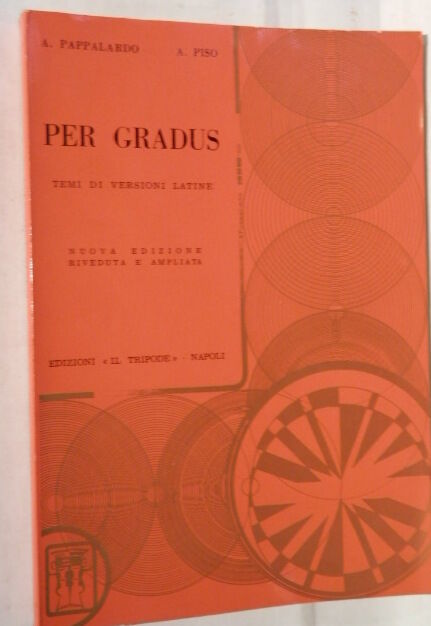 A. PAPPALARDO A. PISO
PER GRADUS
TEMI DI VERSIONI LATINE
NUOVA EDIZIONE
RIVEDUTA E AMPLIATA
EDIZIONI « IL TRIPODE » - NAPOLI